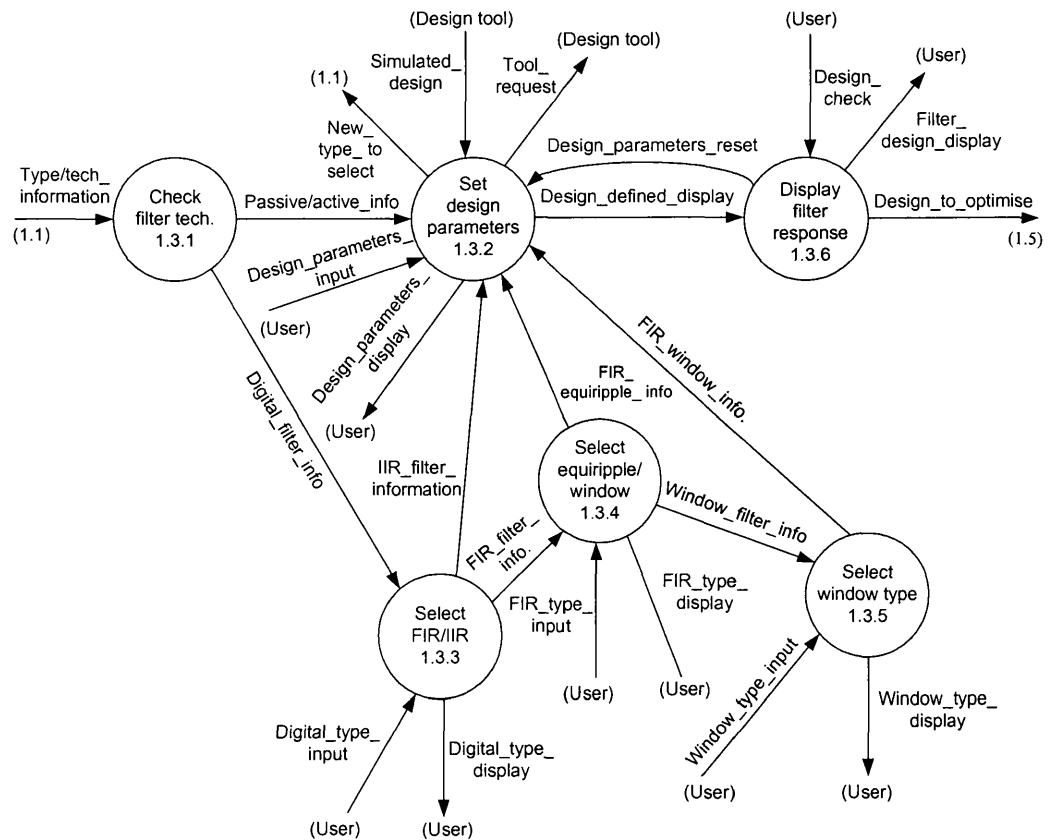 (Design tool)
(Design tool)
(User)
(User)
(1.1)
Simulated_
design
Tool_
request
Design_
check
New_
type_ to
select
Filter_
design_display
Design_parameters_reset
Type/tech_
information
(1.1)
Check
filter tech.
1.3.1
Passive/active_info
Set
design
parameters
1.3.2
Design_defined_display
Display
filter
response
1.3.6
Design_to_optimise
(1.5)
Design_parameters_
input
(User)
Design_parameters_
display
(User)
Digital_filter_info
IIR_filter_
information
FIR_
equiripple_info
FIR_window_info.
Select
equiripple/
window
1.3.4
Window_filter_info
FIR_filter_
info.
Select
FIR/IIR
1.3.3
FIR_type_
input
(User)
FIR_type_
display
(User)
Select
window type
1.3.5
Window_type_input
(User)
Window_type_
display
(User)
Digital_type_
input
(User)
Digital_type_
display
(User)